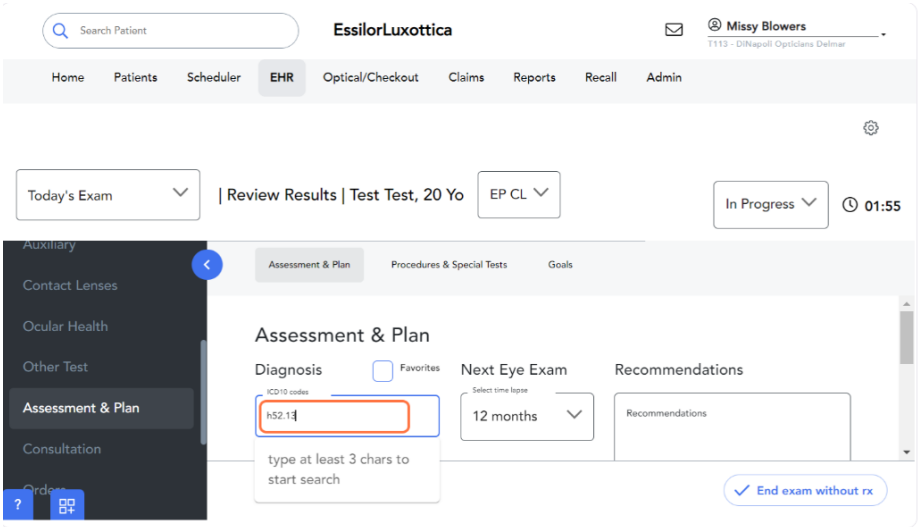 Search Patient
EssilorLuxottica
Missy Blowers
T113 - DiNapoli Opticians Delmar
Home Patients Scheduler EHR Optical/Checkout Claims Reports Recall Admin
Today's Exam
| Review Results | Test Test, 20 Yo
EP CL
In Progress
01:55
Auxiliary
Contact Lenses
Ocular Health
Other Test
Assessment & Plan
Consultation
Orders
?
Assessment & Plan Procedures & Special Tests Goals
Assessment & Plan
Diagnosis
Favorites
ICD10 codes
h52.13
type at least 3 chars to
start search
Next Eye Exam
Select time lapse
12 months
Recommendations
Recommendations
End exam without rx